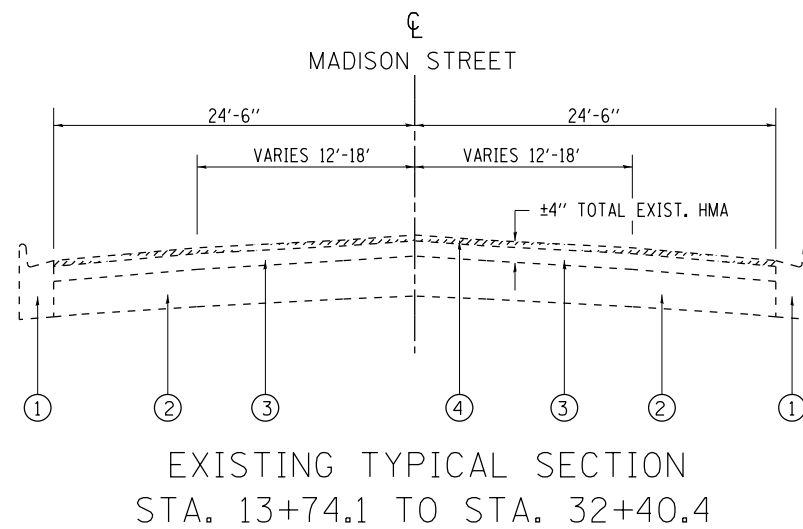 ℄
MADISON STREET
24'-6" 24'-6"
VARIES 12'-18' VARIES 12'-18'
±4" TOTAL EXIST. HMA
1 2 3 4 3 2 1
EXISTING TYPICAL SECTION
STA. 13+74.1 TO STA. 32+40.4